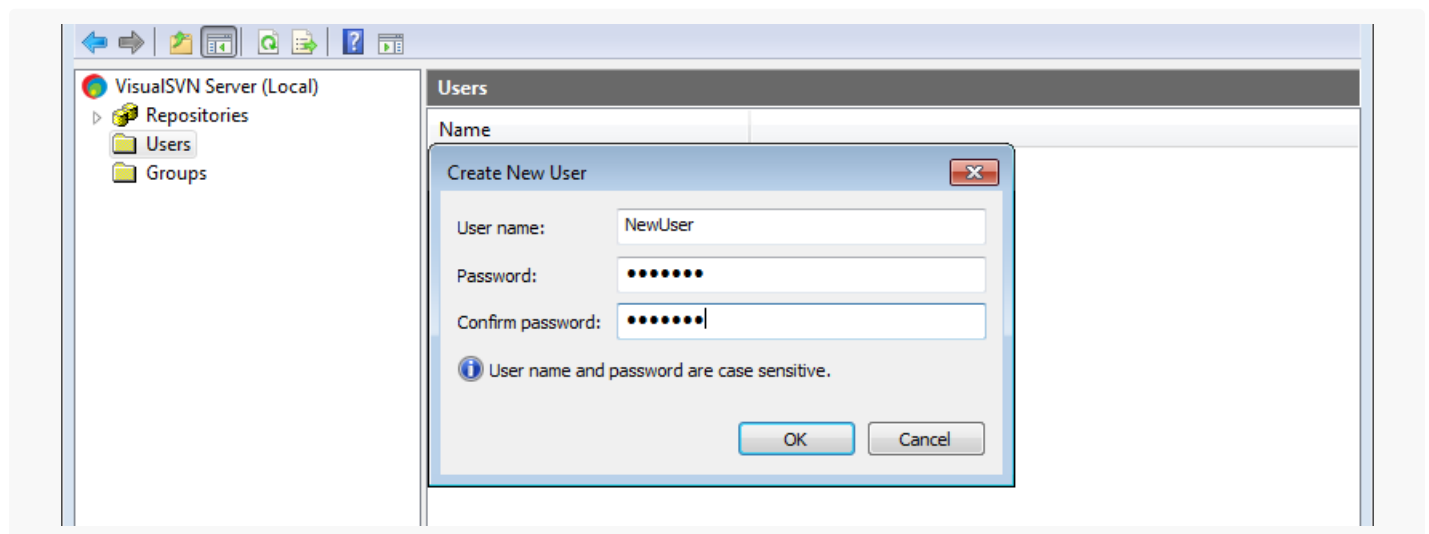 VisualSVN Server (Local)
Repositories
Users
Groups
Users
Name
Create New User
User name: NewUser
Password: •••••••
Confirm password: •••••••
User name and password are case sensitive.
OK Cancel